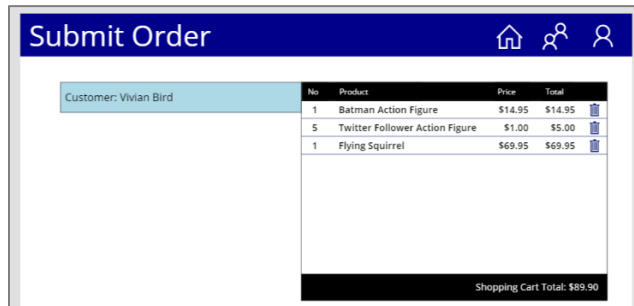 Submit Order
Customer: Vivian Bird
No Product Price Total
1 Batman Action Figure $14.95 $14.95
5 Twitter Follower Action Figure $1.00 $5.00
1 Flying Squirrel $69.95 $69.95
Shopping Cart Total: $89.90